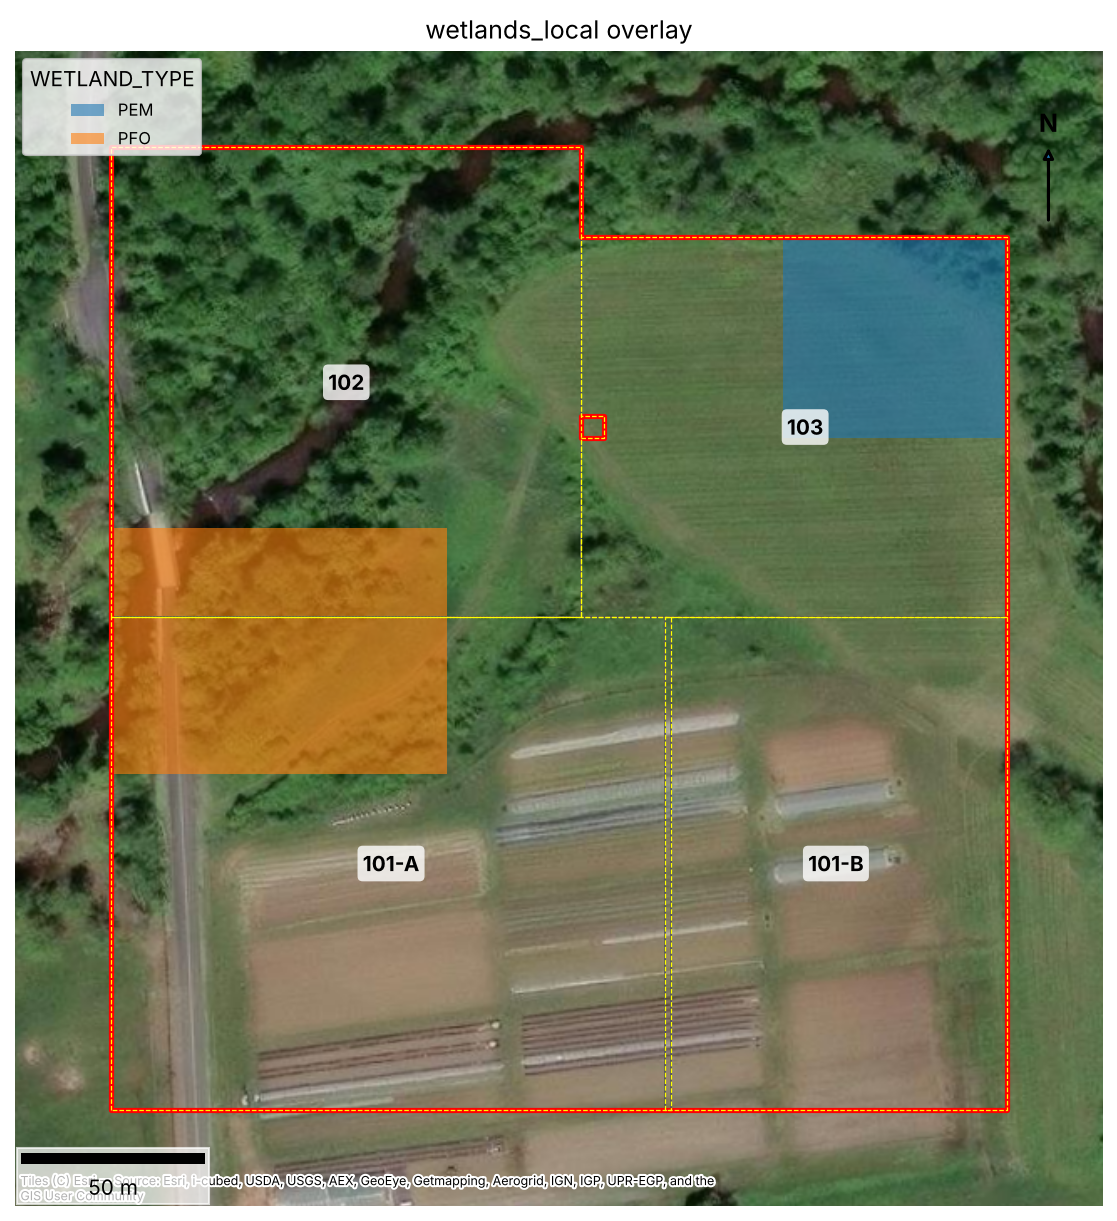 wetlands_local overlay
WETLAND_TYPE
PEM
PFO
N
102
103
101-A
101-B
50 m
Tiles (C) Esri -- Source: Esri, i-cubed, USDA, USGS, AEX, GeoEye, Getmapping, Aerogrid, IGN, IGP, UPR-EGP, and the
GIS User Community